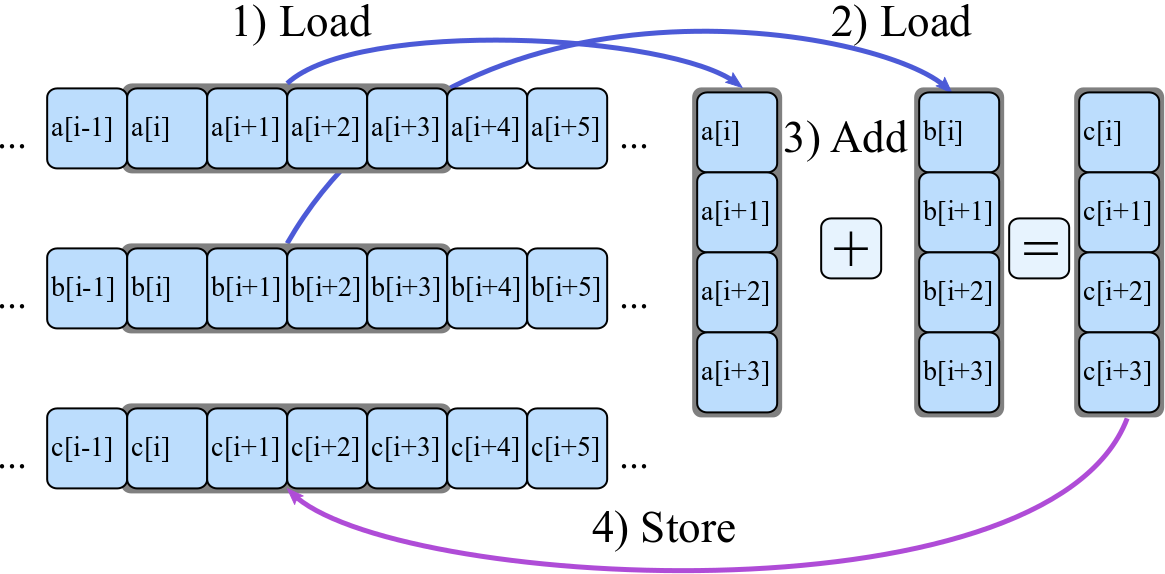 1) Load
2) Load
... a[i-1] a[i] a[i+1] a[i+2] a[i+3] a[i+4] a[i+5] ...
... b[i-1] b[i] b[i+1] b[i+2] b[i+3] b[i+4] b[i+5] ...
... c[i-1] c[i] c[i+1] c[i+2] c[i+3] c[i+4] c[i+5] ...
a[i]
a[i+1]
a[i+2]
a[i+3]
3) Add
+
b[i]
b[i+1]
b[i+2]
b[i+3]
=
c[i]
c[i+1]
c[i+2]
c[i+3]
4) Store